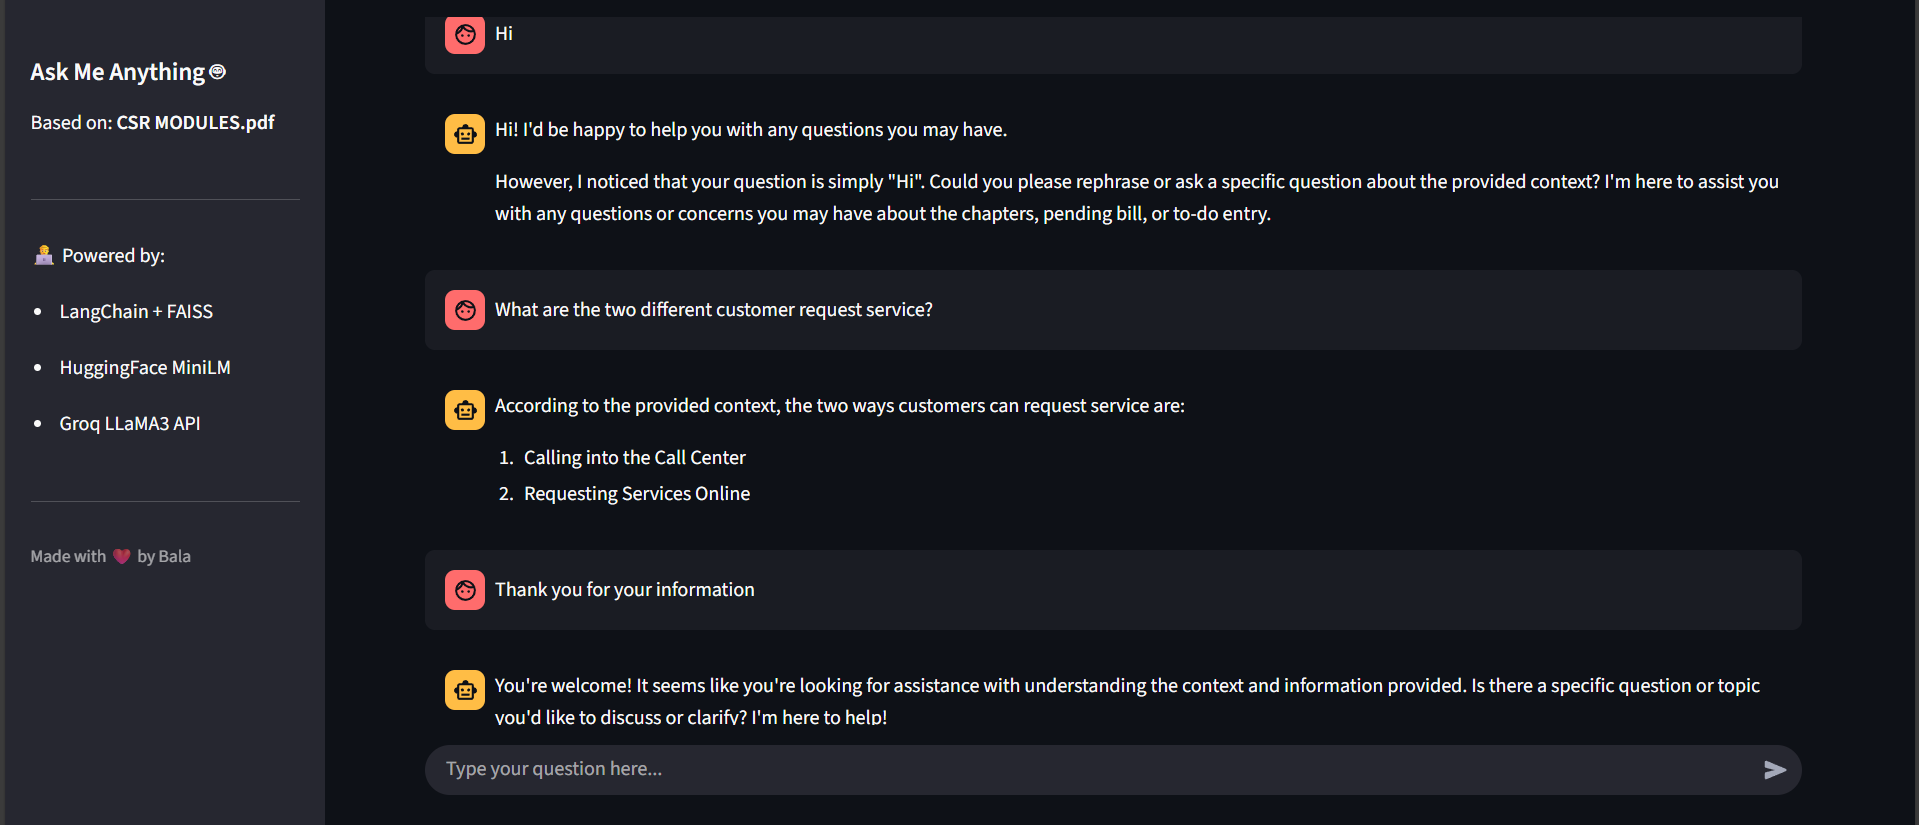 Ask Me Anything
Based on: CSR MODULES.pdf
Powered by:
LangChain + FAISS
HuggingFace MiniLM
Groq LLaMA3 API
Made with ❤️ by Bala
Hi
Hi! I'd be happy to help you with any questions you may have.
However, I noticed that your question is simply "Hi". Could you please rephrase or ask a specific question about the provided context? I'm here to assist you
with any questions or concerns you may have about the chapters, pending bill, or to-do entry.
What are the two different customer request service?
According to the provided context, the two ways customers can request service are:
1. Calling into the Call Center
2. Requesting Services Online
Thank you for your information
You're welcome! It seems like you're looking for assistance with understanding the context and information provided. Is there a specific question or topic
you'd like to discuss or clarify? I'm here to help!
Type your question here...